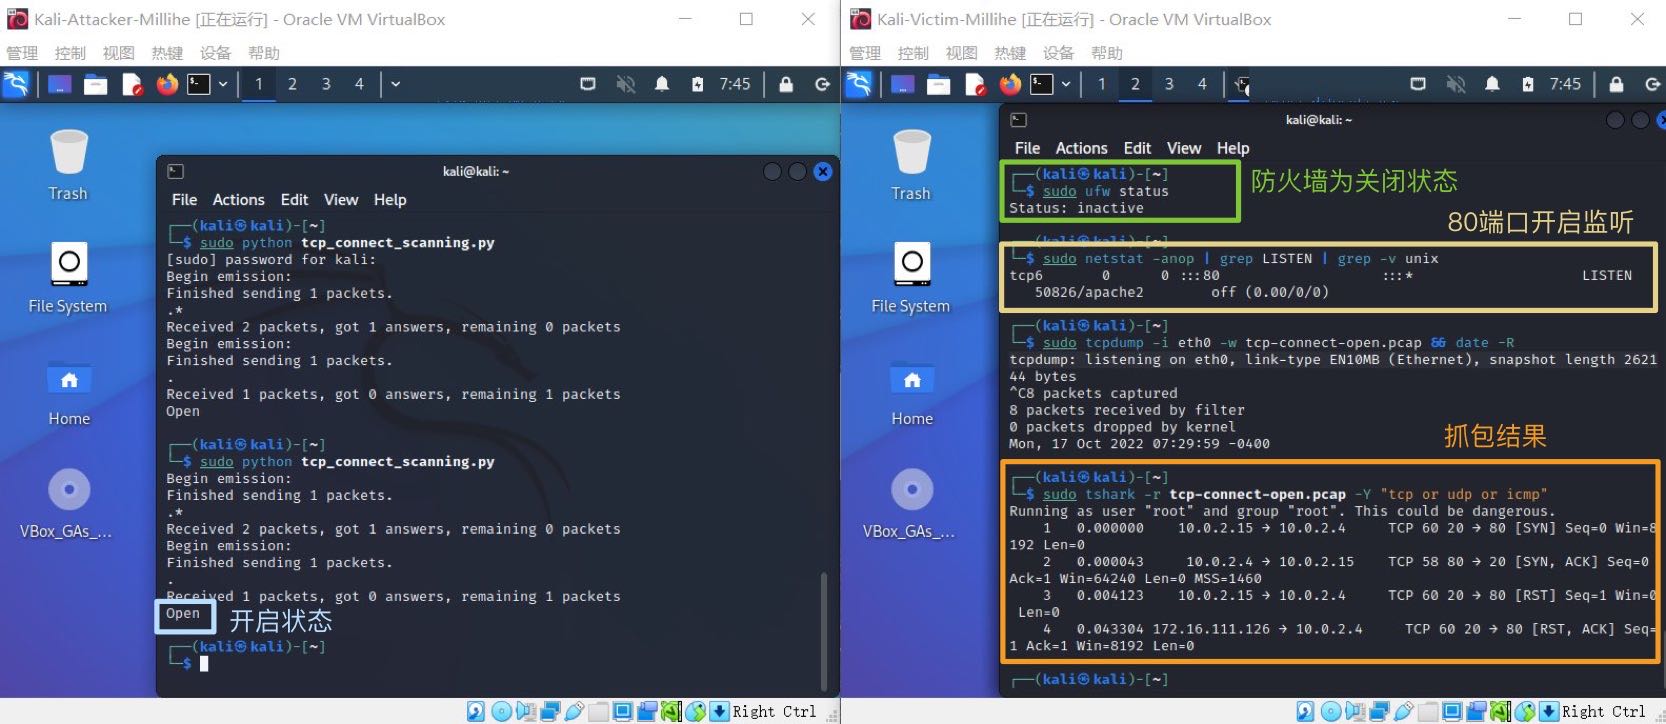 Kali-Attacker-Millihe [正在运行] - Oracle VM VirtualBox
管理 控制 视图 热键 设备 帮助
1 2 3 4 7:45
Trash
File System
Home
VBox_GAs_...
kali@kali: ~
File Actions Edit View Help
┌──(kali㉿kali)-[~]
└─$ sudo python tcp_connect_scanning.py
[sudo] password for kali:
Begin emission:
Finished sending 1 packets.
.*
Received 2 packets, got 1 answers, remaining 0 packets
Begin emission:
Finished sending 1 packets.
.
Received 1 packets, got 0 answers, remaining 1 packets
Open
┌──(kali㉿kali)-[~]
└─$ sudo python tcp_connect_scanning.py
Begin emission:
Finished sending 1 packets.
.*
Received 2 packets, got 1 answers, remaining 0 packets
Begin emission:
Finished sending 1 packets.
.
Received 1 packets, got 0 answers, remaining 1 packets
Open 开启状态
┌──(kali㉿kali)-[~]
└─$
Right Ctrl
Kali-Victim-Millihe [正在运行] - Oracle VM VirtualBox
管理 控制 视图 热键 设备 帮助
1 2 3 4 7:45
Trash
File System
Home
VBox_GAs_...
kali@kali: ~
File Actions Edit View Help
┌──(kali㉿kali)-[~]
└─$ sudo ufw status
Status: inactive
防火墙为关闭状态
80端口开启监听
┌──(kali㉿kali)-[~]
└─$ sudo netstat -anop | grep LISTEN | grep -v unix
tcp6 0 0 :::80 :::* LISTEN
50826/apache2 off (0.00/0/0)
┌──(kali㉿kali)-[~]
└─$ sudo tcpdump -i eth0 -w tcp-connect-open.pcap && date -R
tcpdump: listening on eth0, link-type EN10MB (Ethernet), snapshot length 2621
44 bytes
^C8 packets captured
8 packets received by filter
0 packets dropped by kernel
Mon, 17 Oct 2022 07:29:59 -0400
抓包结果
┌──(kali㉿kali)-[~]
└─$ sudo tshark -r tcp-connect-open.pcap -Y "tcp or udp or icmp"
Running as user "root" and group "root". This could be dangerous.
1 0.000000 10.0.2.15 → 10.0.2.4 TCP 60 20 → 80 [SYN] Seq=0 Win=8
192 Len=0
2 0.000043 10.0.2.4 → 10.0.2.15 TCP 58 80 → 20 [SYN, ACK] Seq=0
Ack=1 Win=64240 Len=0 MSS=1460
3 0.004123 10.0.2.15 → 10.0.2.4 TCP 60 20 → 80 [RST] Seq=1 Win=0
Len=0
4 0.043304 172.16.111.126 → 10.0.2.4 TCP 60 20 → 80 [RST, ACK] Seq=
1 Ack=1 Win=8192 Len=0
┌──(kali㉿kali)-[~]
Right Ctrl